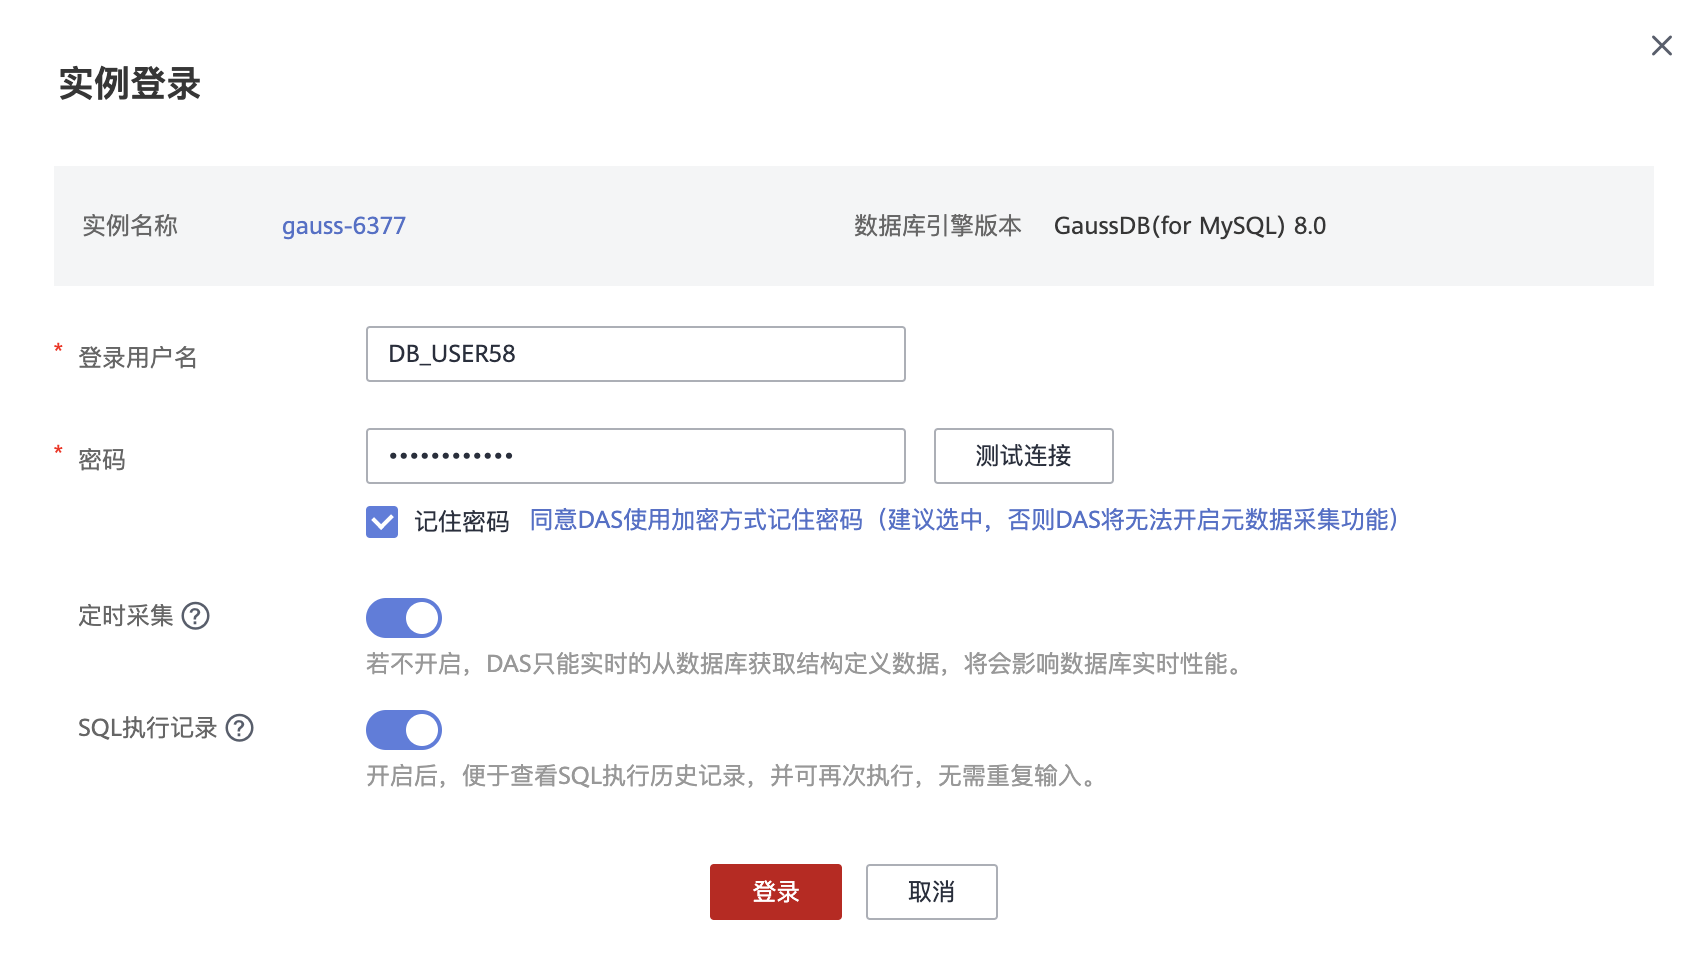 实例登录
实例名称 gauss-6377 数据库引擎版本 GaussDB(for MySQL) 8.0
* 登录用户名 DB_USER58
* 密码 •••••••••••• 测试连接
记住密码 同意DAS使用加密方式记住密码（建议选中，否则DAS将无法开启元数据采集功能）
定时采集 ?
若不开启，DAS只能实时的从数据库获取结构定义数据，将会影响数据库实时性能。
SQL执行记录 ?
开启后，便于查看SQL执行历史记录，并可再次执行，无需重复输入。
登录 取消